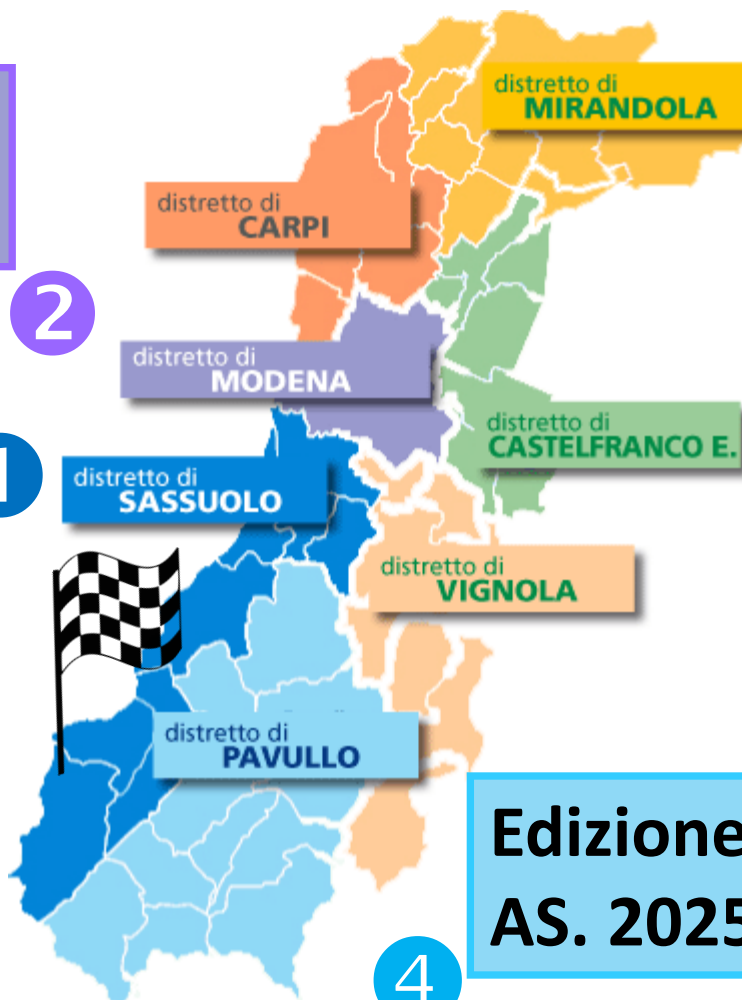 distretto di
MIRANDOLA
distretto di
CARPI
2
distretto di
MODENA
distretto di
CASTELFRANCO E.
1
distretto di
SASSUOLO
distretto di
VIGNOLA
distretto di
PAVULLO
Edizione
AS. 2025
4